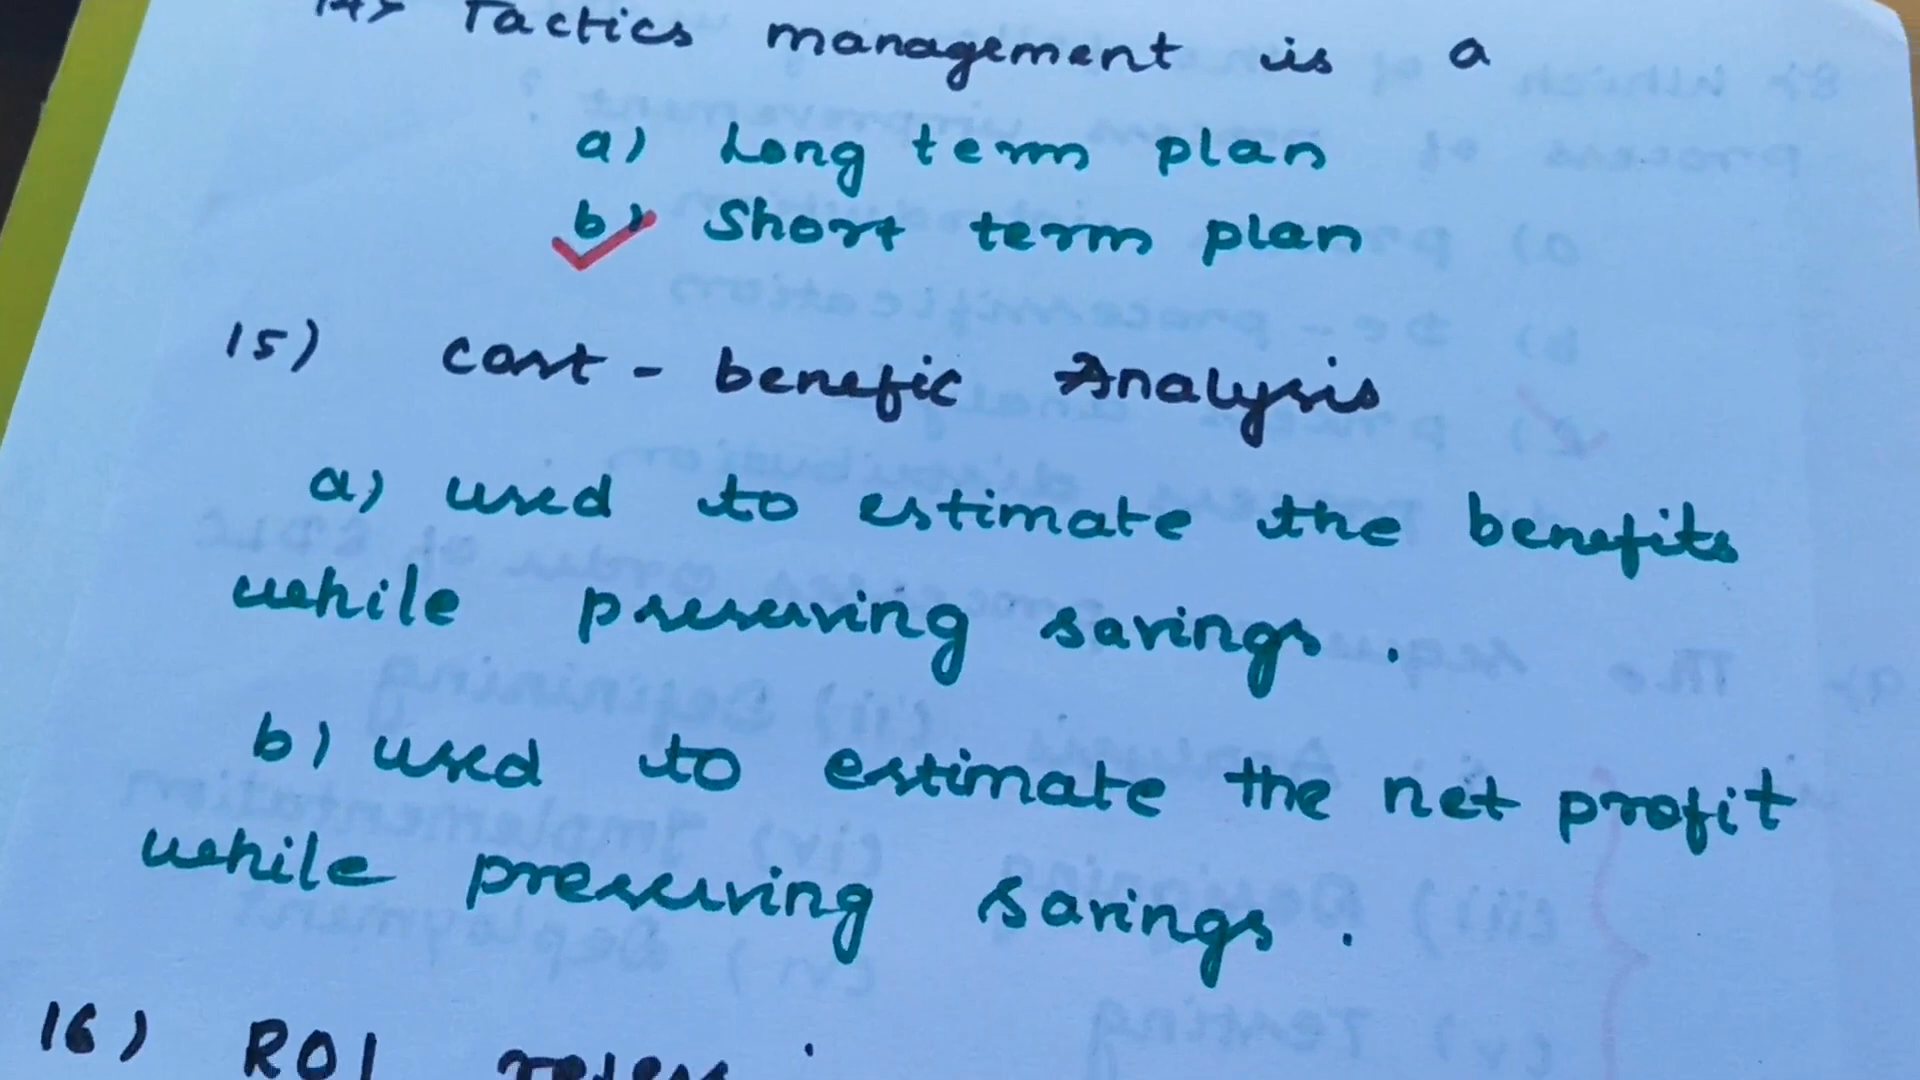 14) Tactics management is a
a) Long term plan
b) Short term plan
15) cost - benefic Analysis
a) used to estimate the benefits
while preserving savings.
b) used to estimate the net profit
while preserving savings.
16) ROI